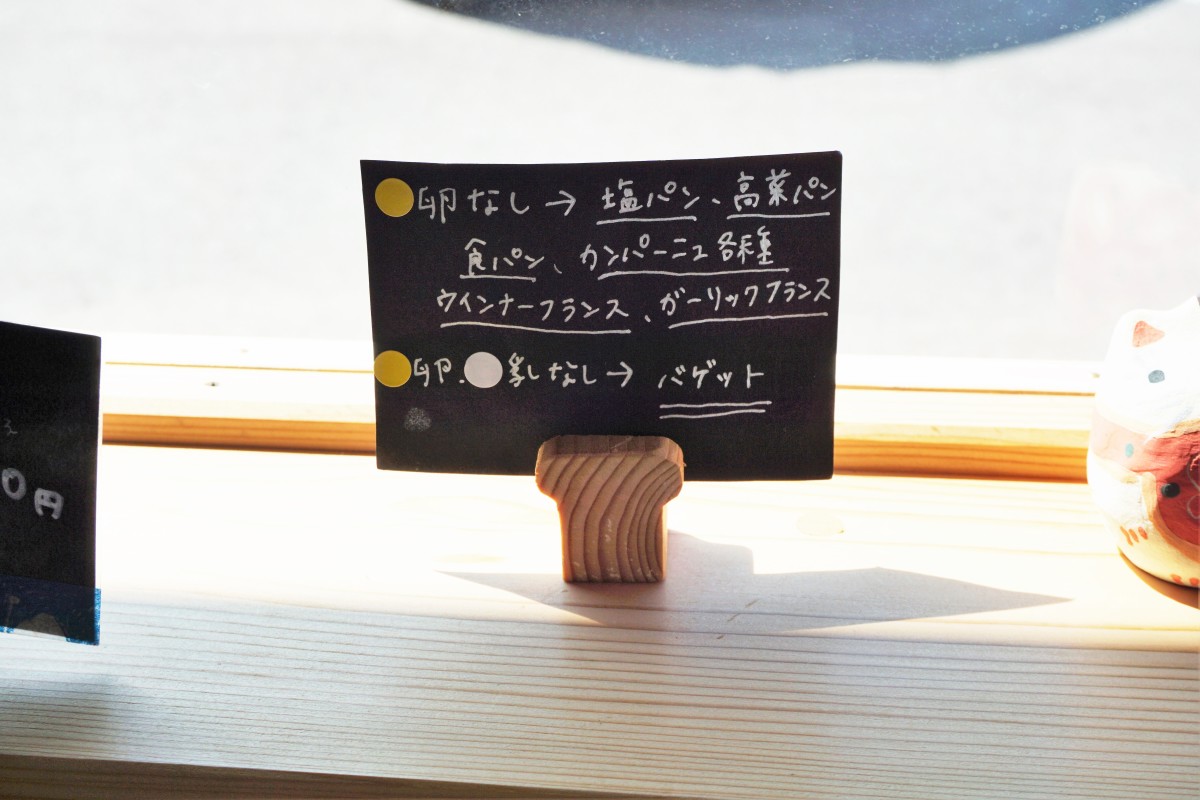 卵なし→塩パン、高菜パン
食パン、カンパーニュ各種
ウインナーフランス、ガーリックフランス
卵.乳なし→バゲット
0円